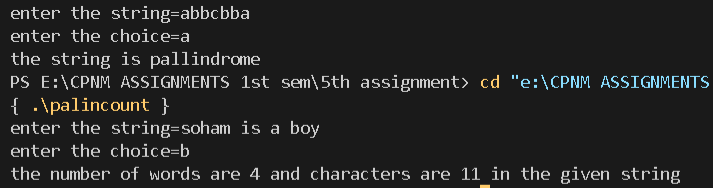 enter the string=abbcbba
enter the choice=a
the string is pallindrome
PS E:\CPNM ASSIGNMENTS 1st sem\5th assignment> cd "e:\CPNM ASSIGNMENTS
{ .\palincount }
enter the string=soham is a boy
enter the choice=b
the number of words are 4 and characters are 11 in the given string